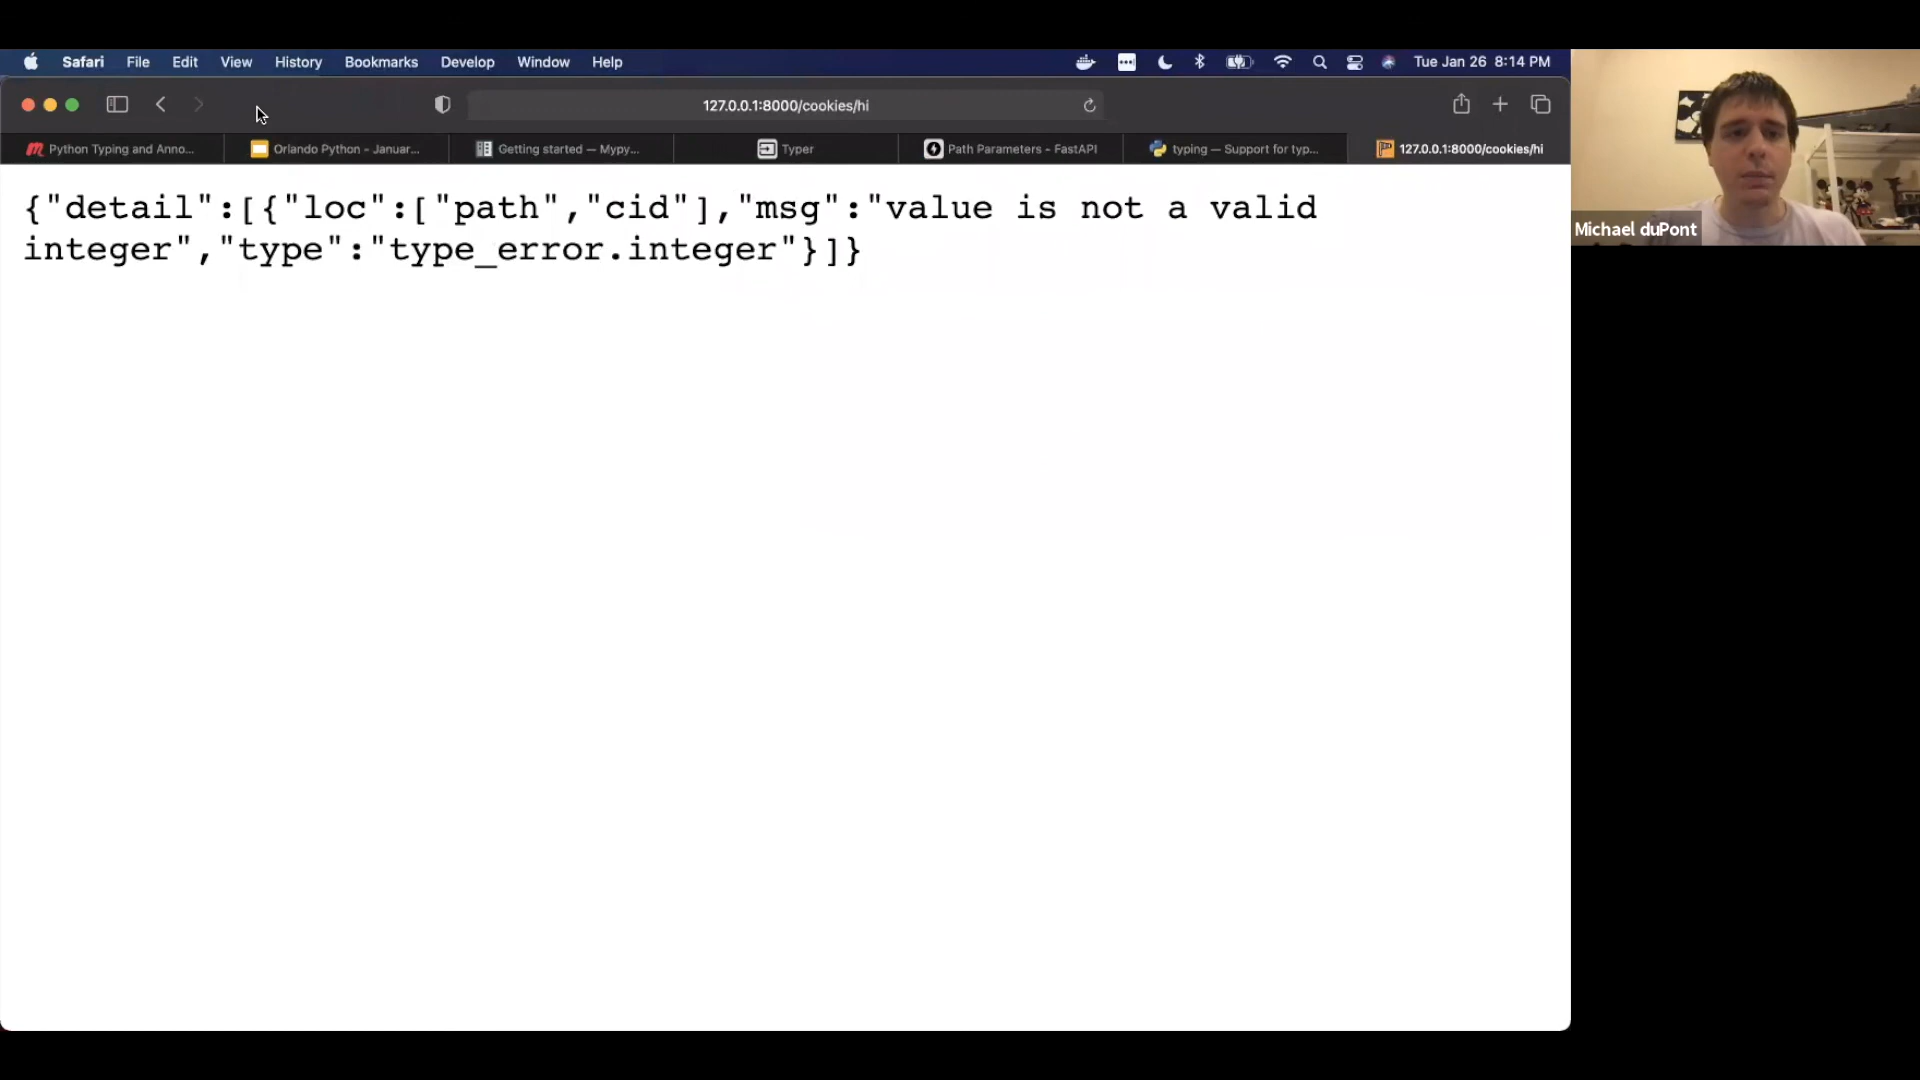 Safari File Edit View History Bookmarks Develop Window Help Tue Jan 26 8:14 PM
127.0.0.1:8000/cookies/hi
Python Typing and Anno... Orlando Python - Januar... Getting started — Mypy... Typer Path Parameters - FastAPI typing — Support for typ... 127.0.0.1:8000/cookies/hi
{"detail":[{"loc":["path","cid"],"msg":"value is not a valid
integer","type":"type_error.integer"}]}
Michael duPont